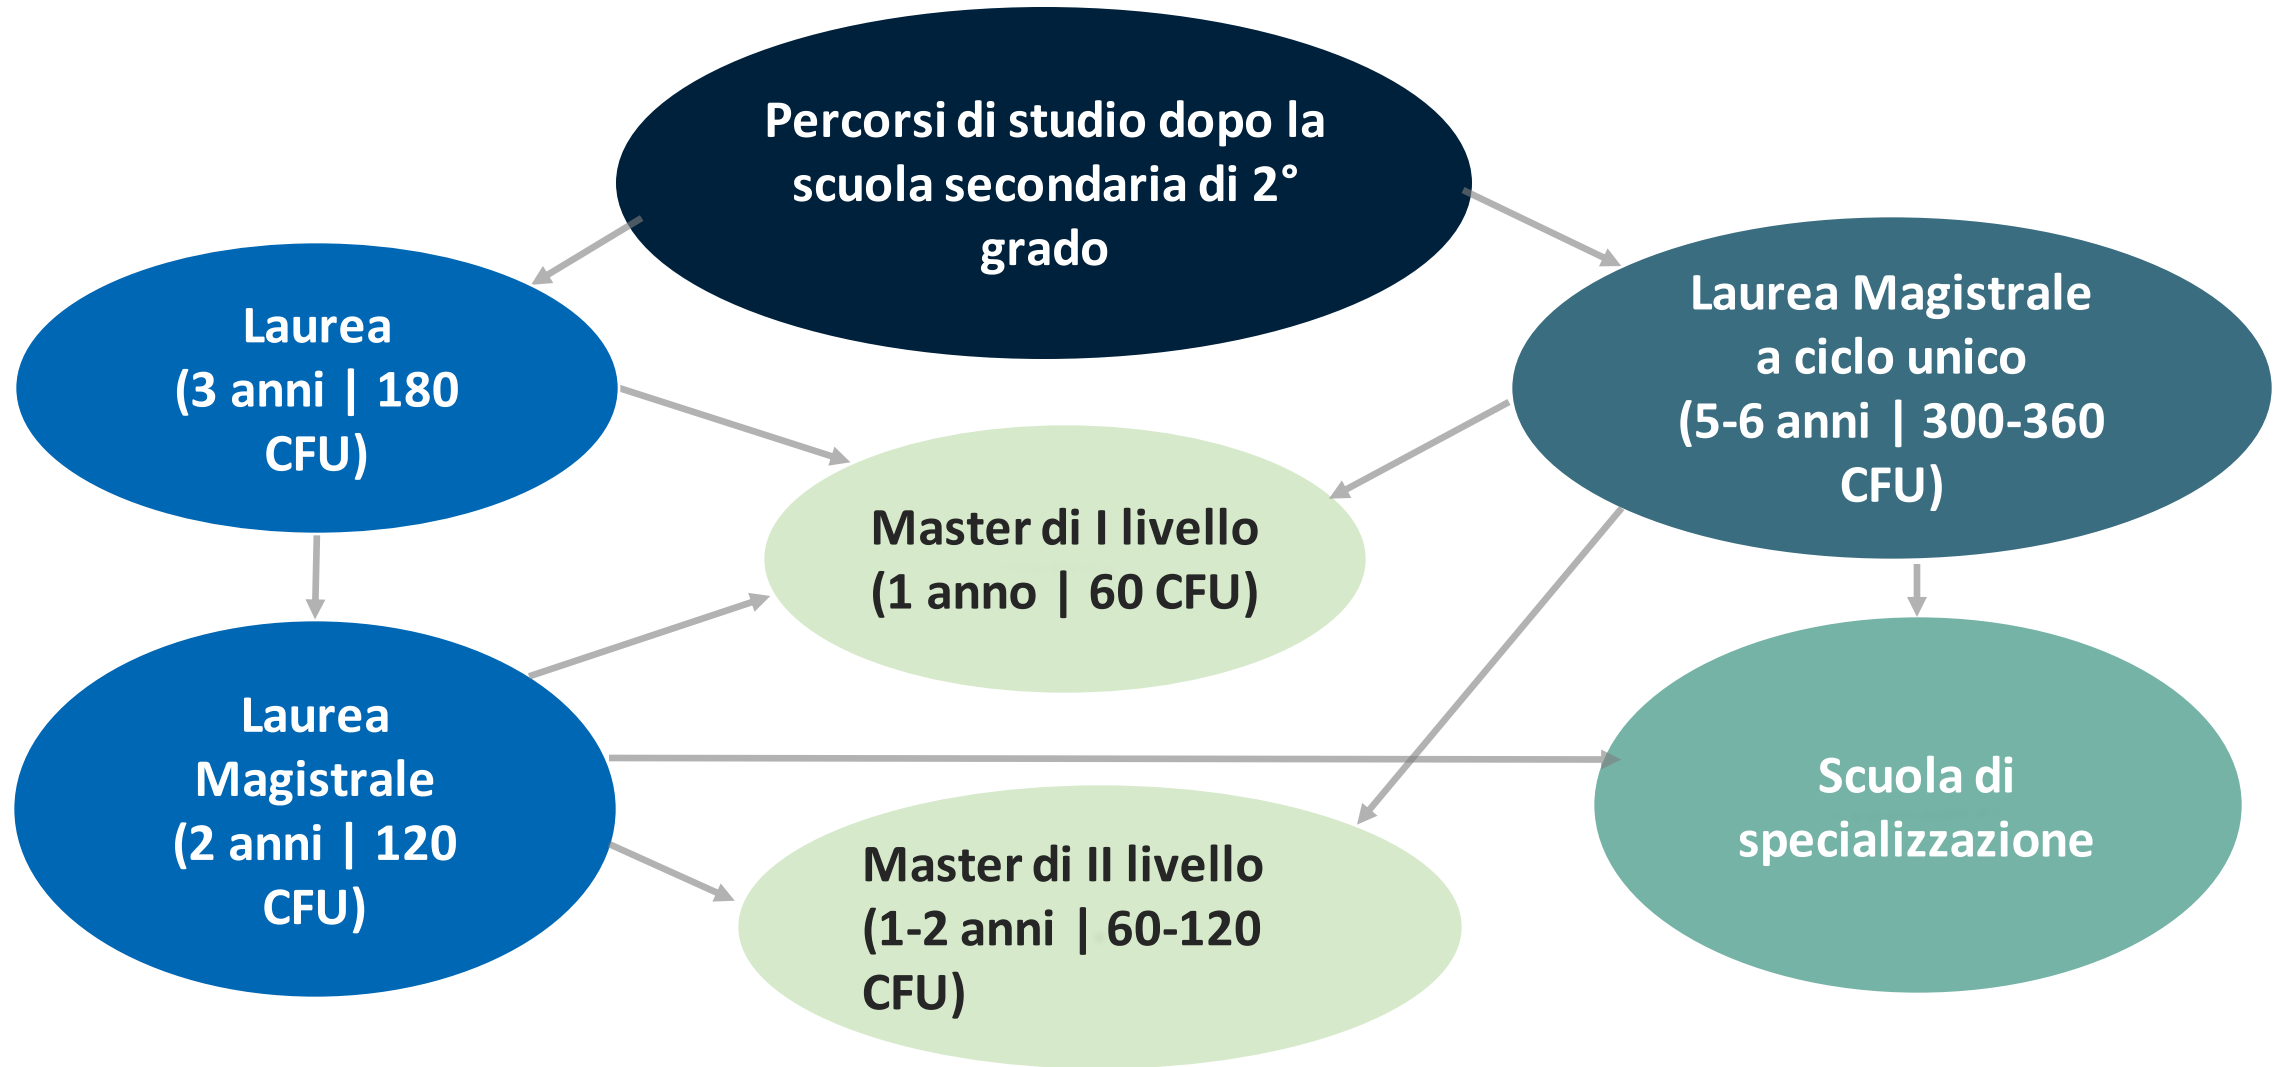 Percorsi di studio dopo la
scuola secondaria di 2°
grado
Laurea
(3 anni | 180
CFU)
Laurea Magistrale
a ciclo unico
(5-6 anni | 300-360
CFU)
Master di I livello
(1 anno | 60 CFU)
Laurea
Magistrale
(2 anni | 120
CFU)
Scuola di
specializzazione
Master di II livello
(1-2 anni | 60-120
CFU)